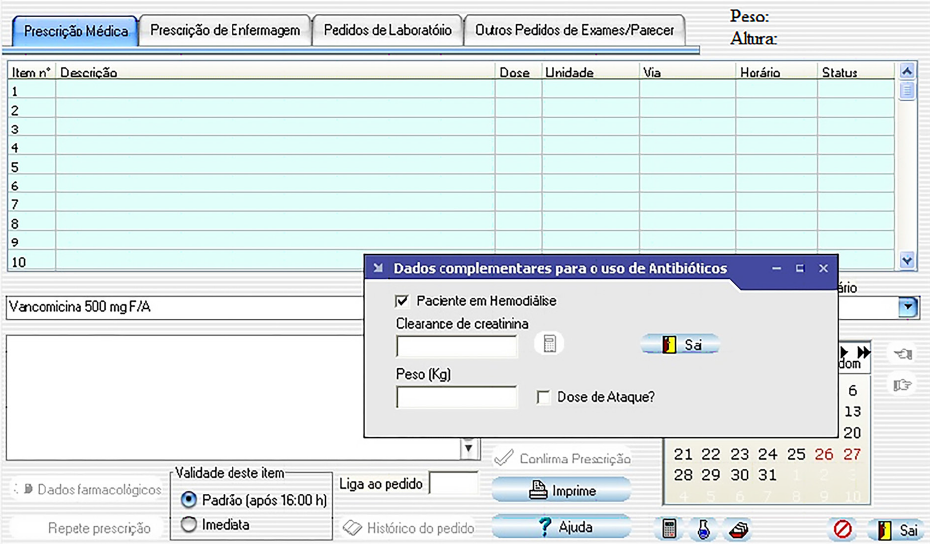 Peso:
Altura:
Prescrição Médica
Prescrição de Enfermagem
Pedidos de Laboratório
Outros Pedidos de Exames/Parecer
Item n° Descrição Dose Unidade Via Horário Status
1
2
3
4
5
6
7
8
9
10
Dados complementares para o uso de Antibióticos
ário
Vancomicina 500 mg F/A
Paciente em Hemodiálise
Clearance de creatinina
Sai
Peso (Kg)
Dose de Ataque?
dom
6
13
20
21 22 23 24 25 26 27
28 29 30 31 1 2 3
4 5 6 7 8 9 10
Dados farmacológicos
Repete prescrição
Validade deste item
Padrão (após 16:00 h)
Imediata
Liga ao pedido
Histórico do pedido
Confirma Prescrição
Imprime
? Ajuda
Sai